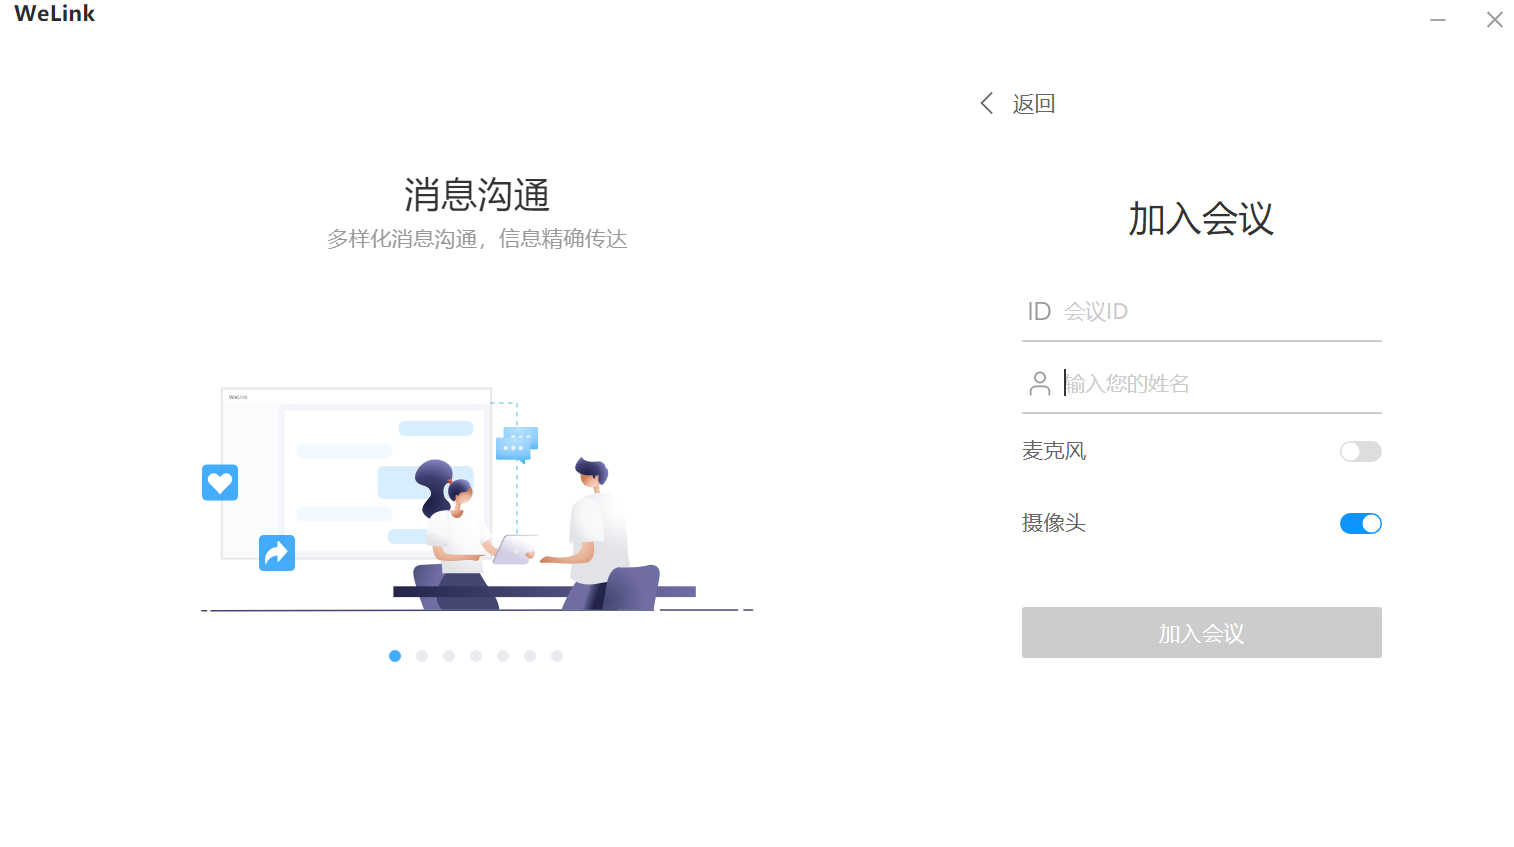 WeLink
返回
消息沟通
多样化消息沟通，信息精确传达
加入会议
ID 会议ID
输入您的姓名
麦克风
摄像头
加入会议
WeLink